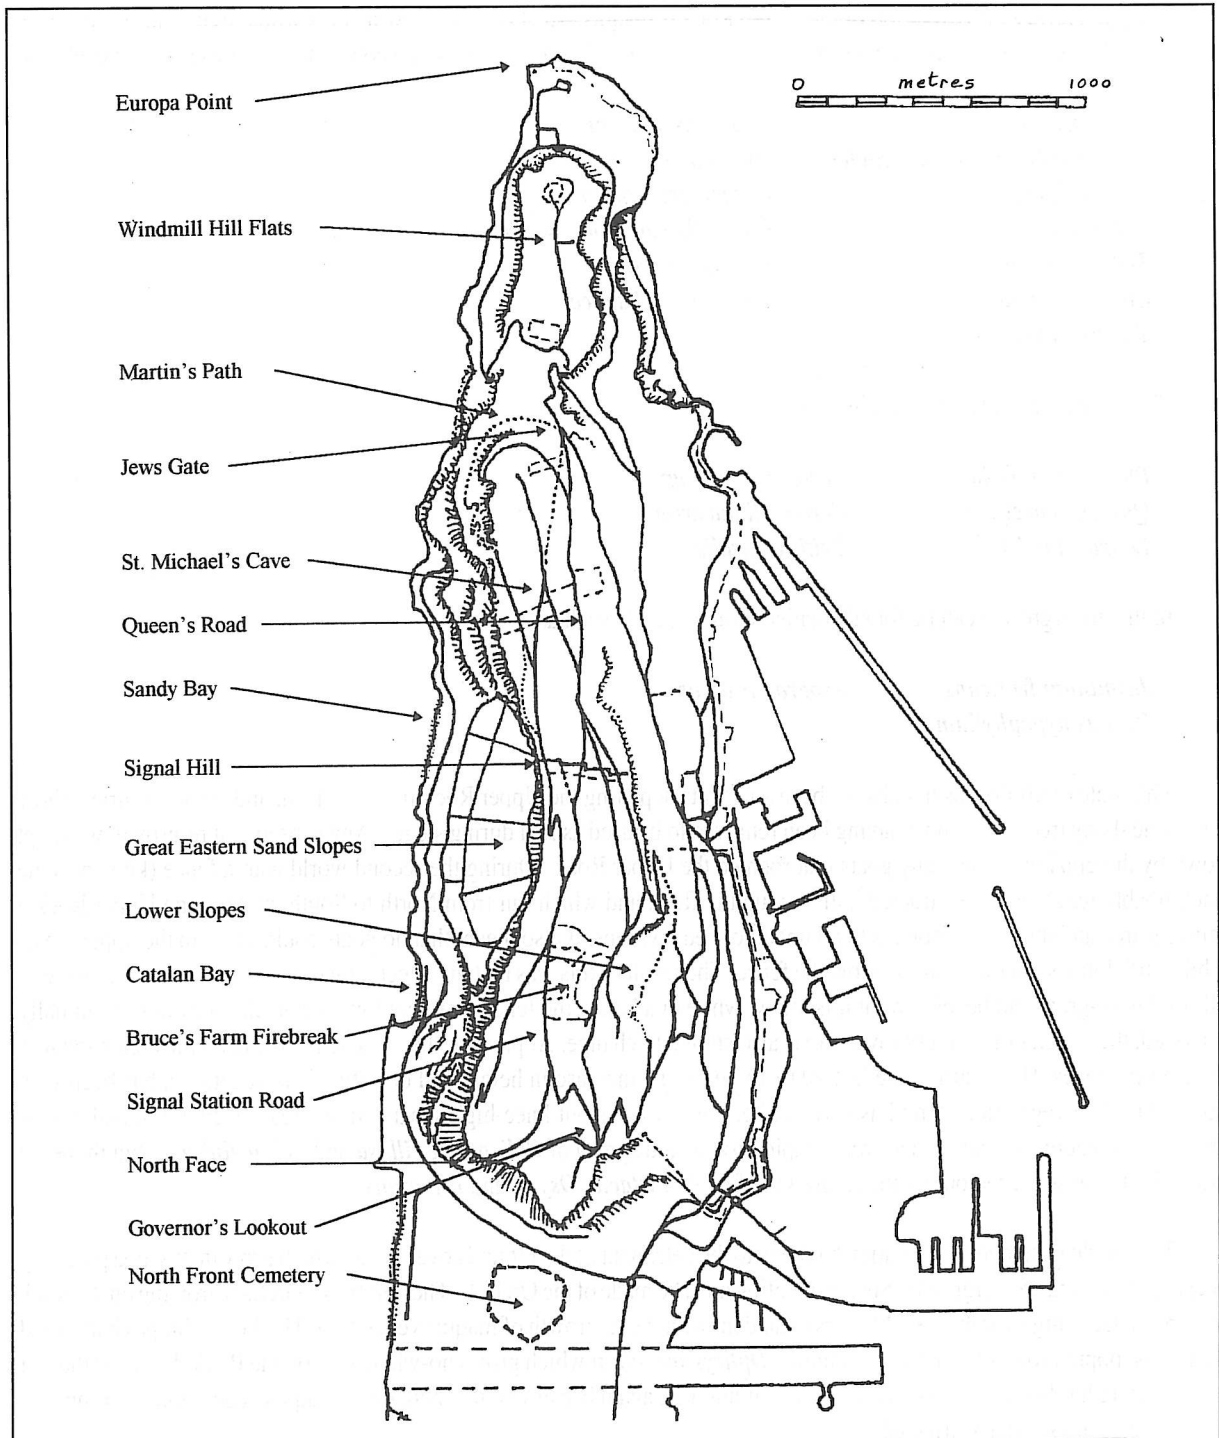 0 metres 1000
Europa Point
Windmill Hill Flats
Martin's Path
Jews Gate
St. Michael's Cave
Queen's Road
Sandy Bay
Signal Hill
Great Eastern Sand Slopes
Lower Slopes
Catalan Bay
Bruce's Farm Firebreak
Signal Station Road
North Face
Governor's Lookout
North Front Cemetery